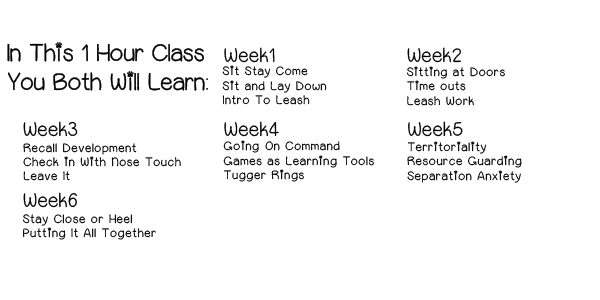 In This 1 Hour Class
You Both Will Learn:
Week1
Sit Stay Come
Sit and Lay Down
Intro To Leash
Week2
Sitting at Doors
Time outs
Leash Work
Week3
Recall Development
Check in With Nose Touch
Leave It
Week4
Going On Command
Games as Learning Tools
Tugger Rings
Week5
Territoriality
Resource Guarding
Separation Anxiety
Week6
Stay Close or Heel
Putting It All Together